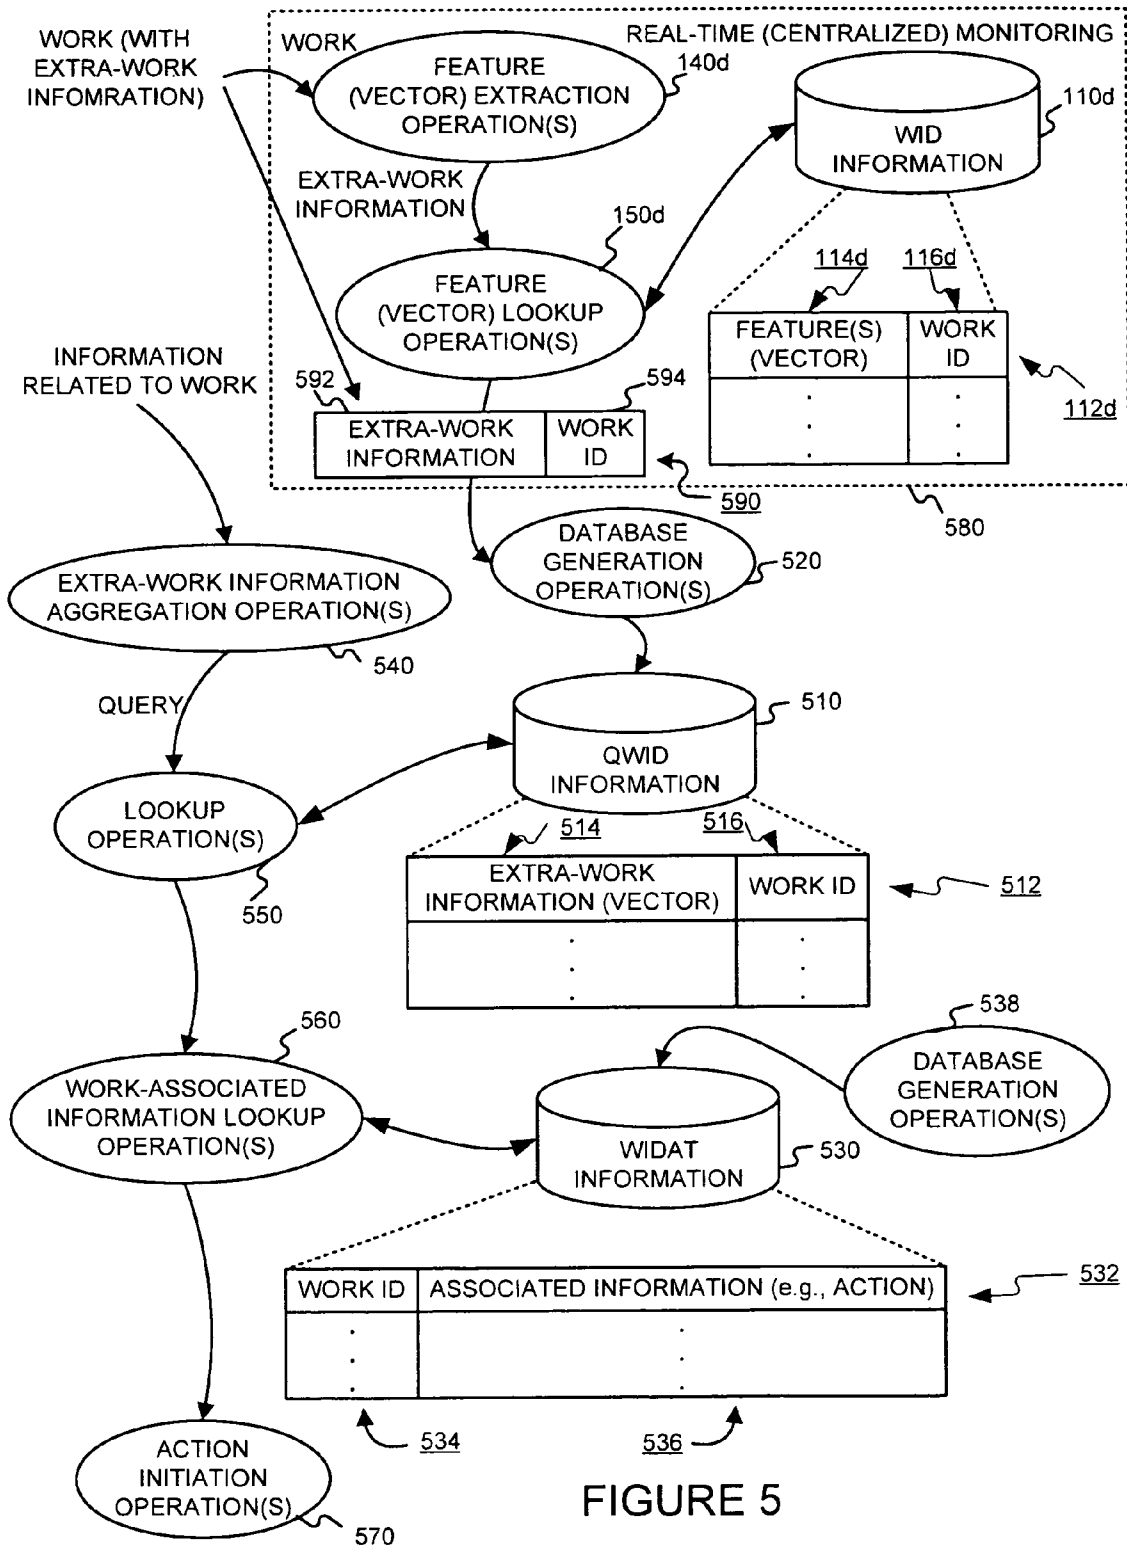 WORK (WITH
EXTRA-WORK
INFOMRATION)
WORK
REAL-TIME (CENTRALIZED) MONITORING
FEATURE
(VECTOR) EXTRACTION
OPERATION(S)
140d
110d
WID
INFORMATION
EXTRA-WORK
INFORMATION
150d
FEATURE
(VECTOR) LOOKUP
OPERATION(S)
114d
116d
FEATURE(S)
(VECTOR)
WORK
ID
112d
INFORMATION
RELATED TO WORK
592
594
EXTRA-WORK
INFORMATION
WORK
ID
590
580
DATABASE
GENERATION
OPERATION(S)
520
EXTRA-WORK INFORMATION
AGGREGATION OPERATION(S)
540
QUERY
510
QWID
INFORMATION
LOOKUP
OPERATION(S)
550
514
516
EXTRA-WORK
INFORMATION (VECTOR)
WORK ID
512
560
WORK-ASSOCIATED
INFORMATION LOOKUP
OPERATION(S)
538
DATABASE
GENERATION
OPERATION(S)
WIDAT
INFORMATION
530
WORK ID
ASSOCIATED INFORMATION (e.g., ACTION)
532
534
536
ACTION
INITIATION
OPERATION(S)
570
FIGURE 5